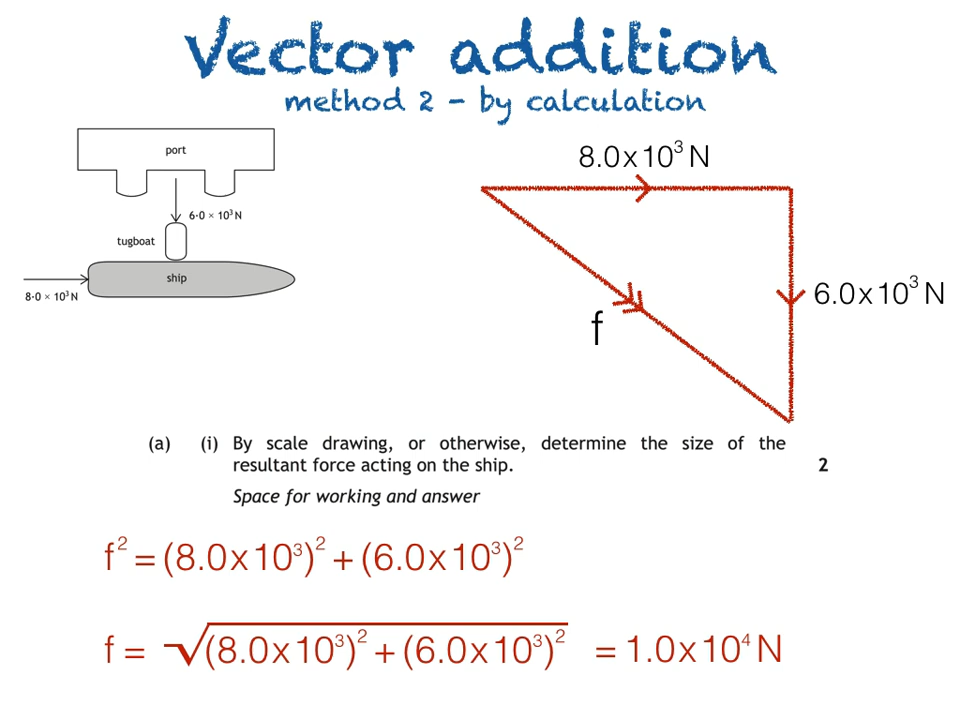 Vector addition
method 2 - by calculation
port
6·0 × 10³ N
tugboat
ship
8·0 × 10³ N
8.0x10³ N
6.0x10³ N
f
(a) (i) By scale drawing, or otherwise, determine the size of the
resultant force acting on the ship.
2
Space for working and answer
f² = (8.0x10³)² + (6.0x10³)²
f = √(8.0x10³)² + (6.0x10³)² = 1.0x10⁴ N